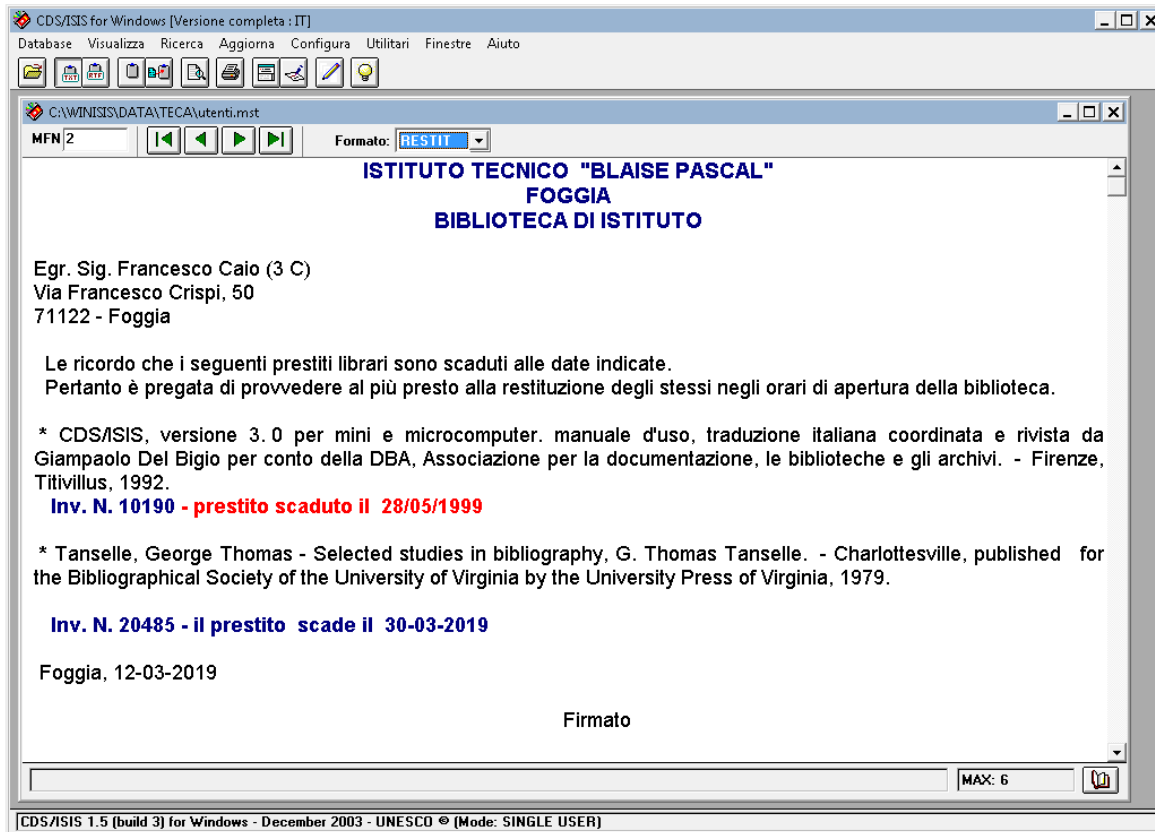 CDS/ISIS for Windows [Versione completa : IT]
Database Visualizza Ricerca Aggiorna Configura Utilitari Finestre Aiuto
TXT RTF
C:\WINISIS\DATA\TECA\utenti.mst
MFN 2 Formato: RESTIT
ISTITUTO TECNICO "BLAISE PASCAL"
FOGGIA
BIBLIOTECA DI ISTITUTO
Egr. Sig. Francesco Caio (3 C)
Via Francesco Crispi, 50
71122 - Foggia
Le ricordo che i seguenti prestiti librari sono scaduti alle date indicate.
Pertanto è pregata di provvedere al più presto alla restituzione degli stessi negli orari di apertura della biblioteca.
* CDS/ISIS, versione 3. 0 per mini e microcomputer. manuale d'uso, traduzione italiana coordinata e rivista da
Giampaolo Del Bigio per conto della DBA, Associazione per la documentazione, le biblioteche e gli archivi. - Firenze,
Titivillus, 1992.
Inv. N. 10190 - prestito scaduto il 28/05/1999
* Tanselle, George Thomas - Selected studies in bibliography, G. Thomas Tanselle. - Charlottesville, published for
the Bibliographical Society of the University of Virginia by the University Press of Virginia, 1979.
Inv. N. 20485 - il prestito scade il 30-03-2019
Foggia, 12-03-2019
Firmato
MAX: 6
CDS/ISIS 1.5 (build 3) for Windows - December 2003 - UNESCO © (Mode: SINGLE USER)